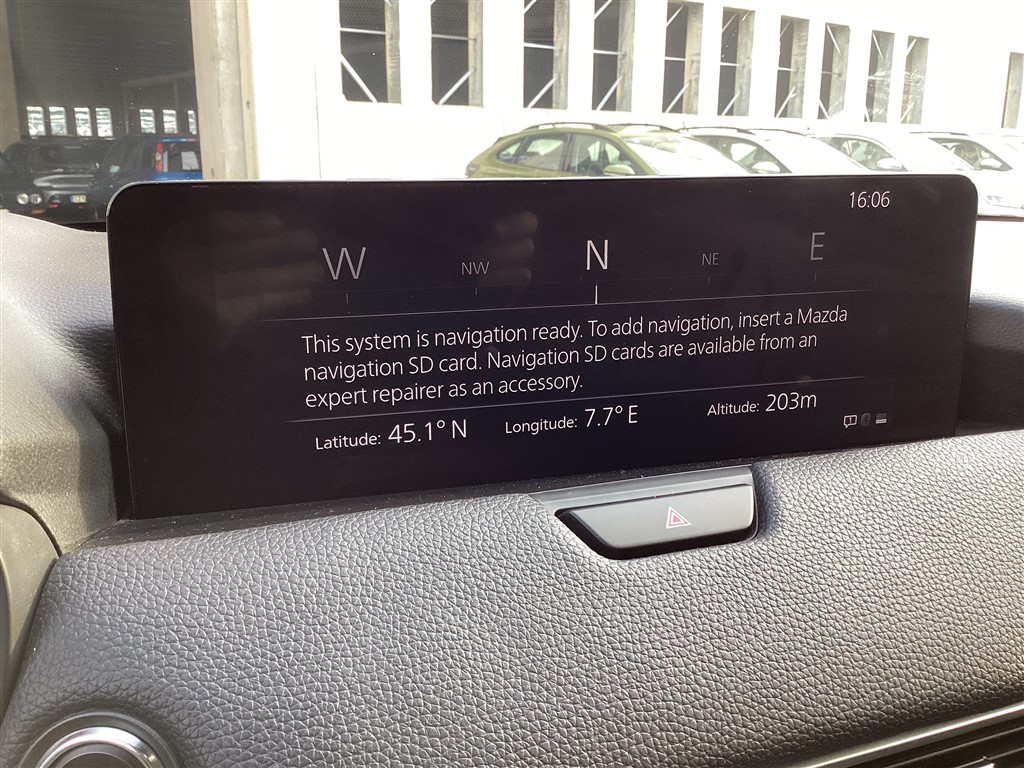 16:06
W NW N NE E
This system is navigation ready. To add navigation, insert a Mazda
navigation SD card. Navigation SD cards are available from an
expert repairer as an accessory.
Latitude: 45.1° N Longitude: 7.7° E Altitude: 203m